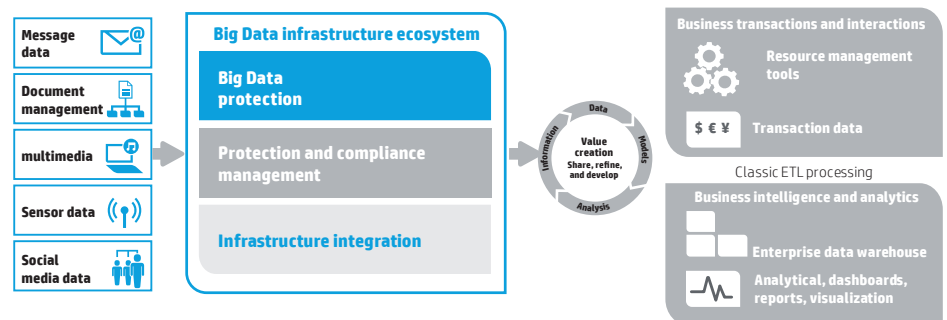 Message
data
@
Document
management
multimedia
Sensor data
Social
media data
Big Data infrastructure ecosystem
Big Data
protection
Protection and compliance
management
Infrastructure integration
Data
Models
Analysis
Information
Value
creation
Share, refine,
and develop
Business transactions and interactions
Resource management
tools
$ € ¥
Transaction data
Classic ETL processing
Business intelligence and analytics
Enterprise data warehouse
Analytical, dashboards,
reports, visualization